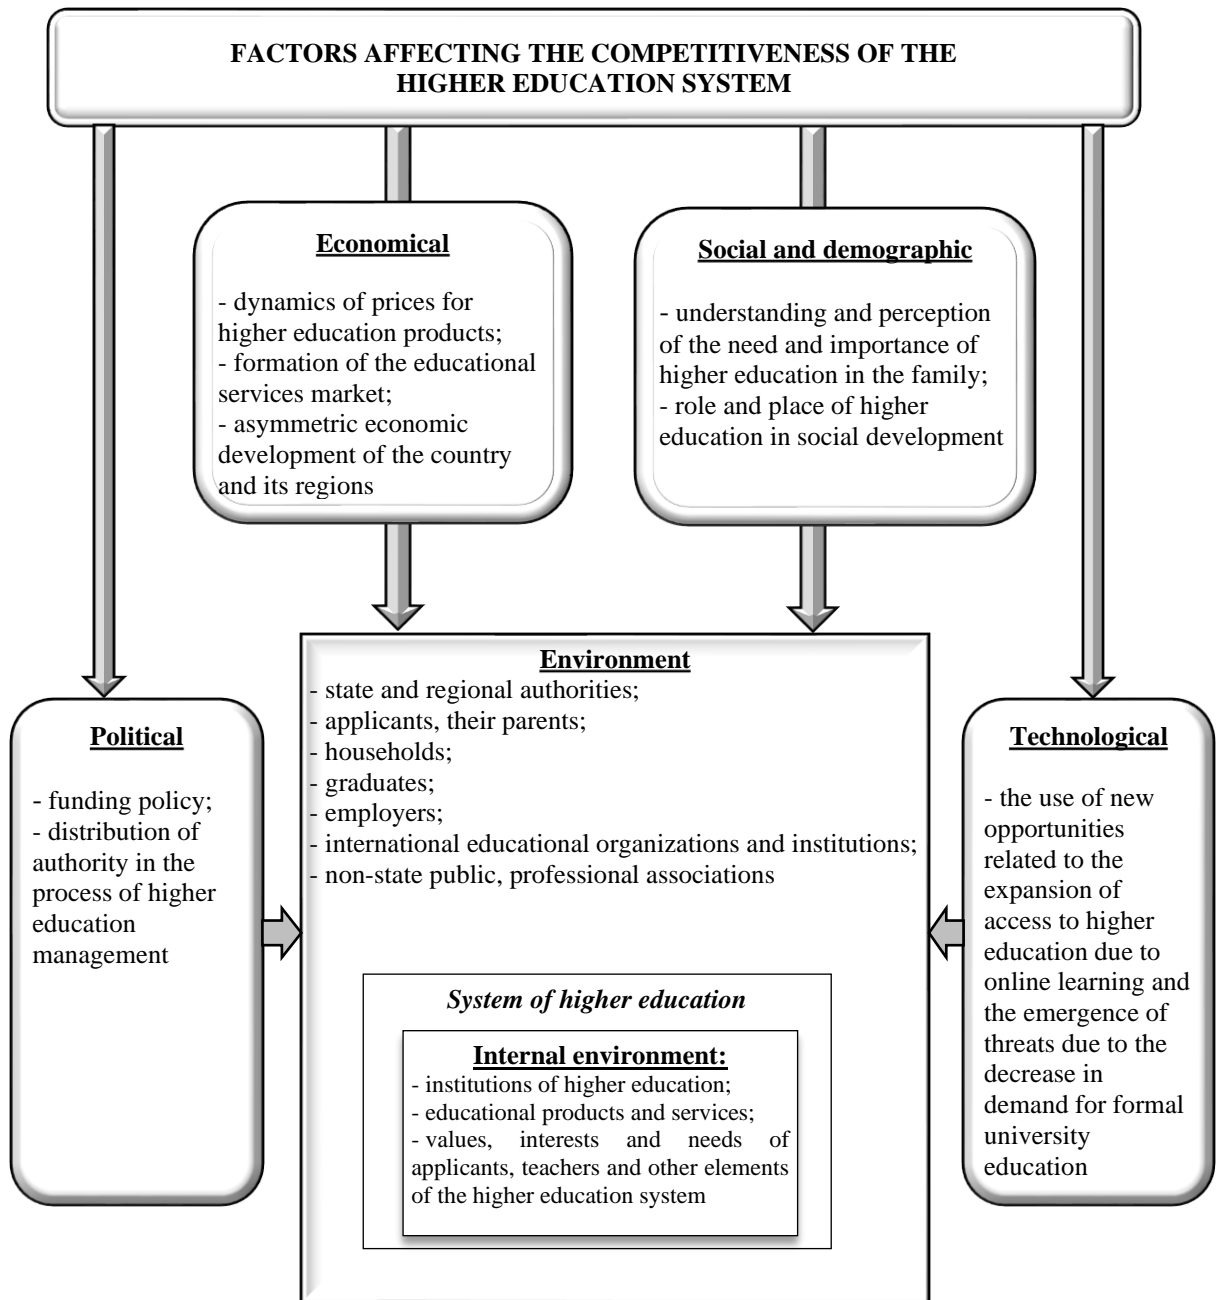 FACTORS AFFECTING THE COMPETITIVENESS OF THE
HIGHER EDUCATION SYSTEM
Economical
- dynamics of prices for
higher education products;
- formation of the educational
services market;
- asymmetric economic
development of the country
and its regions
Social and demographic
- understanding and perception
of the need and importance of
higher education in the family;
- role and place of higher
education in social development
Political
- funding policy;
- distribution of
authority in the
process of higher
education
management
Environment
- state and regional authorities;
- applicants, their parents;
- households;
- graduates;
- employers;
- international educational organizations and institutions;
- non-state public, professional associations
System of higher education
Internal environment:
- institutions of higher education;
- educational products and services;
- values, interests and needs of
applicants, teachers and other elements
of the higher education system
Technological
- the use of new
opportunities
related to the
expansion of
access to higher
education due to
online learning and
the emergence of
threats due to the
decrease in
demand for formal
university
education